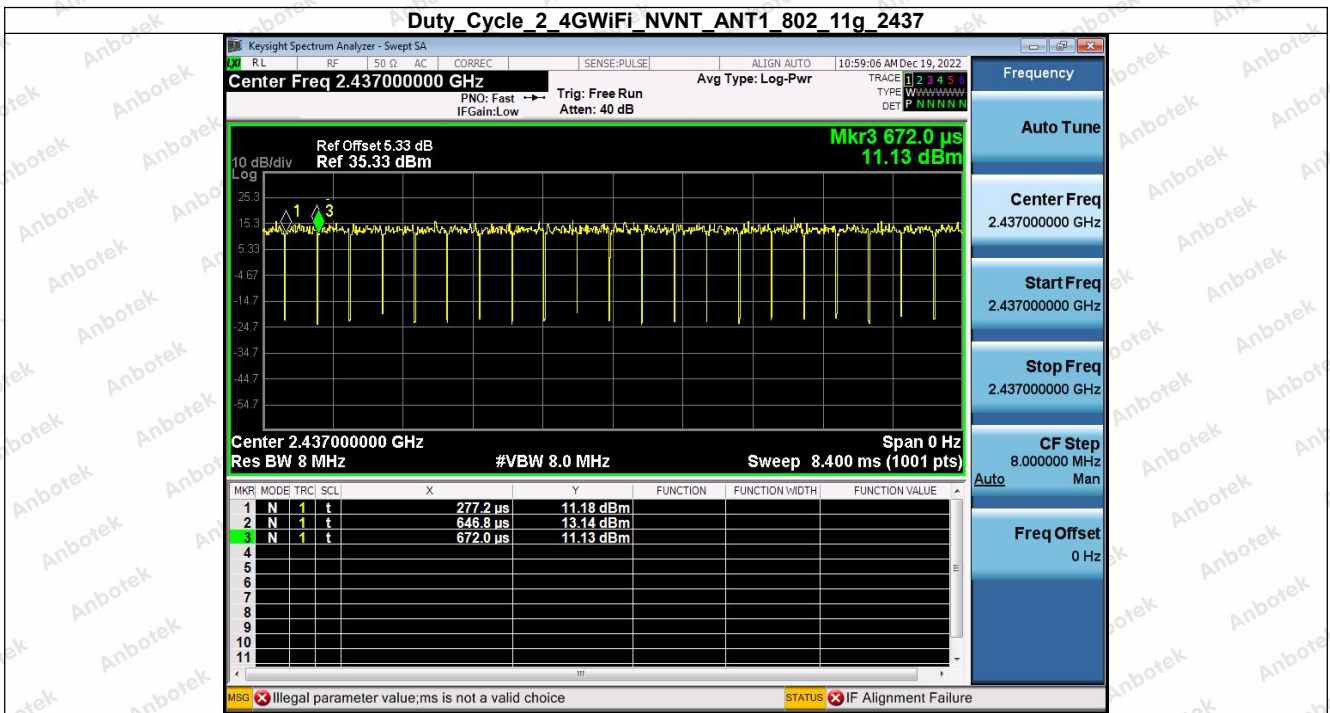 Duty_Cycle_2_4GWiFi_NVNT_ANT1_802_11g_2437
Keysight Spectrum Analyzer - Swept SA
LXI RL RF 50 Ω AC CORREC SENSE:PULSE ALIGN AUTO 10:59:06 AM Dec 19, 2022
Center Freq 2.437000000 GHz
PNO: Fast
IFGain:Low
Trig: Free Run
Atten: 40 dB
Avg Type: Log-Pwr
TRACE 1 2 3 4 5 6
TYPE WWWWWW
DET P N N N N N
Mkr3 672.0 µs
11.13 dBm
Ref Offset 5.33 dB
10 dB/div Ref 35.33 dBm
Log
25.3
15.3
5.33
-4.67
-14.7
-24.7
-34.7
-44.7
-54.7
1 3
Center 2.437000000 GHz Span 0 Hz
Res BW 8 MHz #VBW 8.0 MHz Sweep 8.400 ms (1001 pts)
MKR MODE TRC SCL X Y FUNCTION FUNCTION WIDTH FUNCTION VALUE
1 N 1 t 277.2 µs 11.18 dBm
2 N 1 t 646.8 µs 13.14 dBm
3 N 1 t 672.0 µs 11.13 dBm
4
5
6
7
8
9
10
11
MSG Illegal parameter value;ms is not a valid choice STATUS IF Alignment Failure
Frequency
Auto Tune
Center Freq
2.437000000 GHz
Start Freq
2.437000000 GHz
Stop Freq
2.437000000 GHz
CF Step
8.000000 MHz
Auto Man
Freq Offset
0 Hz
Anbotek